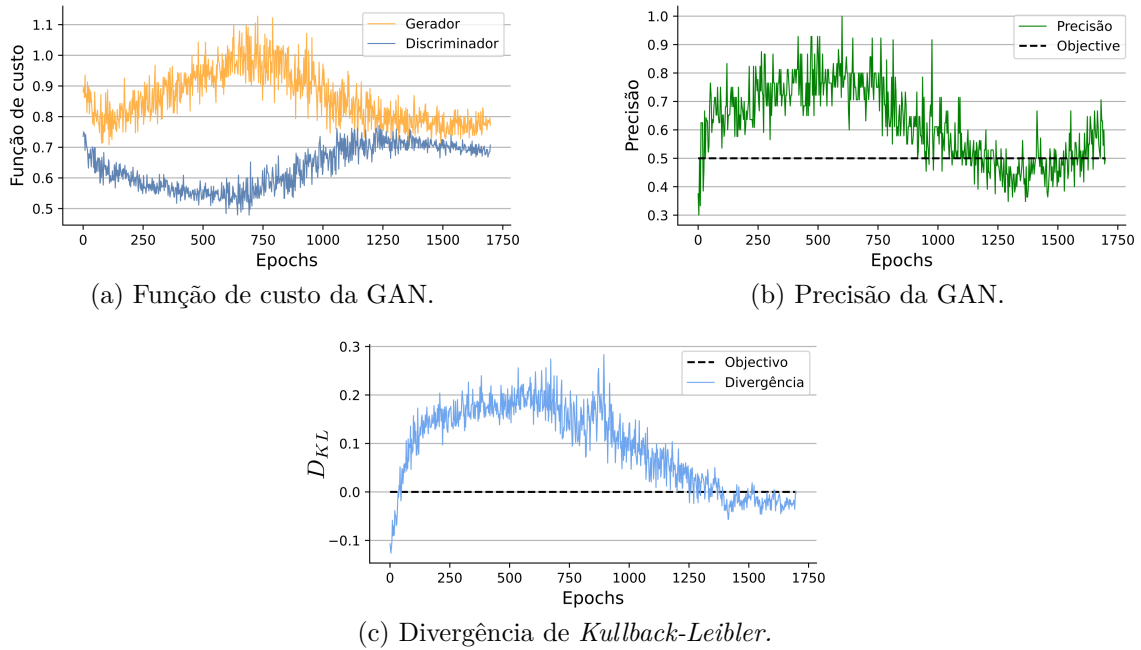 1.1
1.0
0.9
0.8
0.7
0.6
0.5
Função de custo
Gerador
Discriminador
0 250 500 750 1000 1250 1500 1750
Epochs
(a) Função de custo da GAN.
1.0
0.9
0.8
0.7
0.6
0.5
0.4
0.3
Precisão
Precisão
Objective
0 250 500 750 1000 1250 1500 1750
Epochs
(b) Precisão da GAN.
0.3
0.2
0.1
0.0
−0.1
D_{KL}
Objectivo
Divergência
0 250 500 750 1000 1250 1500 1750
Epochs
(c) Divergência de Kullback-Leibler.